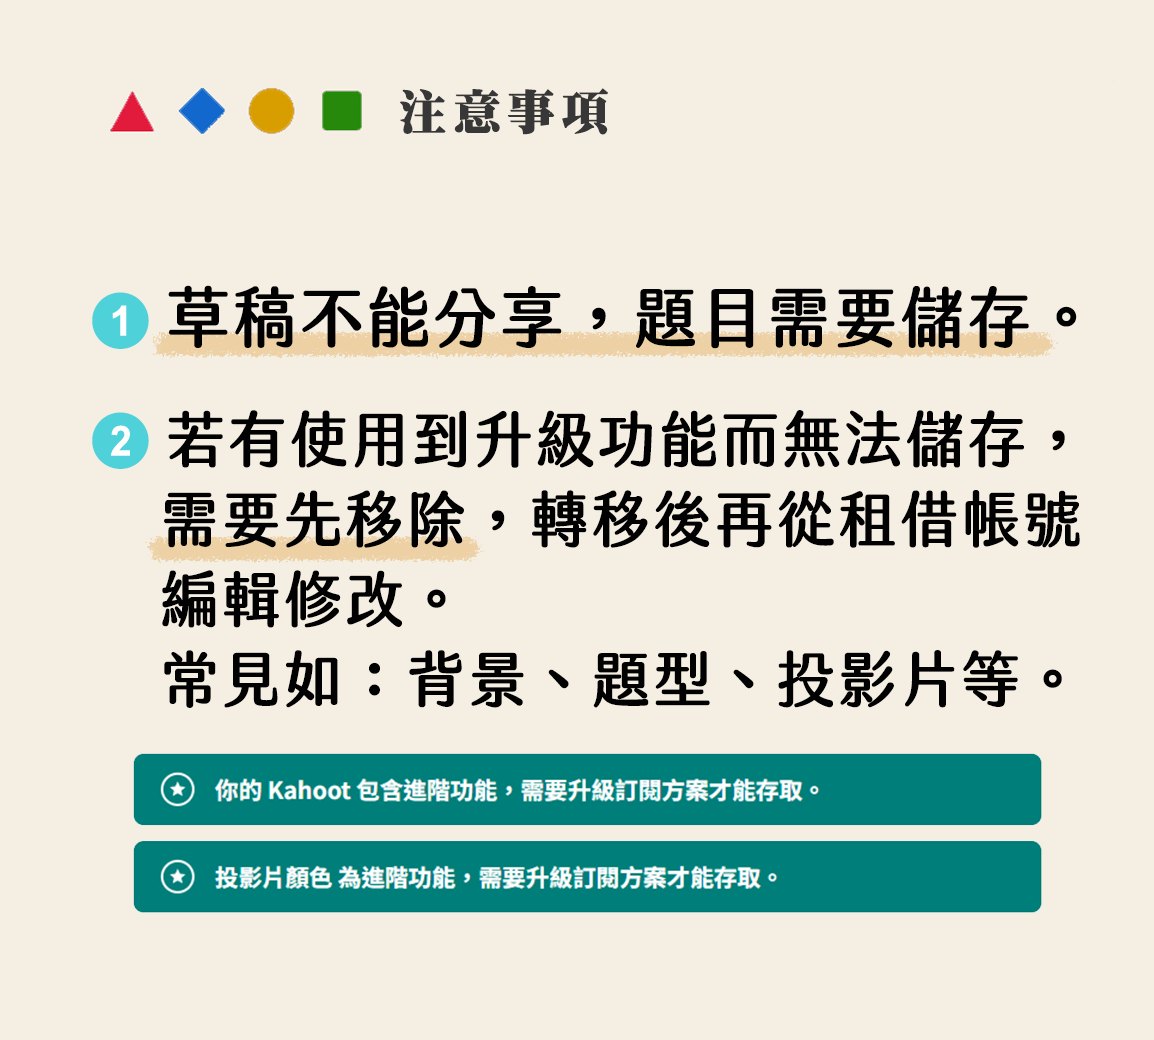 注意事項
1 草稿不能分享，題目需要儲存。
2 若有使用到升級功能而無法儲存，
需要先移除，轉移後再從租借帳號
編輯修改。
常見如：背景、題型、投影片等。
你的 Kahoot 包含進階功能，需要升級訂閱方案才能存取。
投影片顏色 為進階功能，需要升級訂閱方案才能存取。